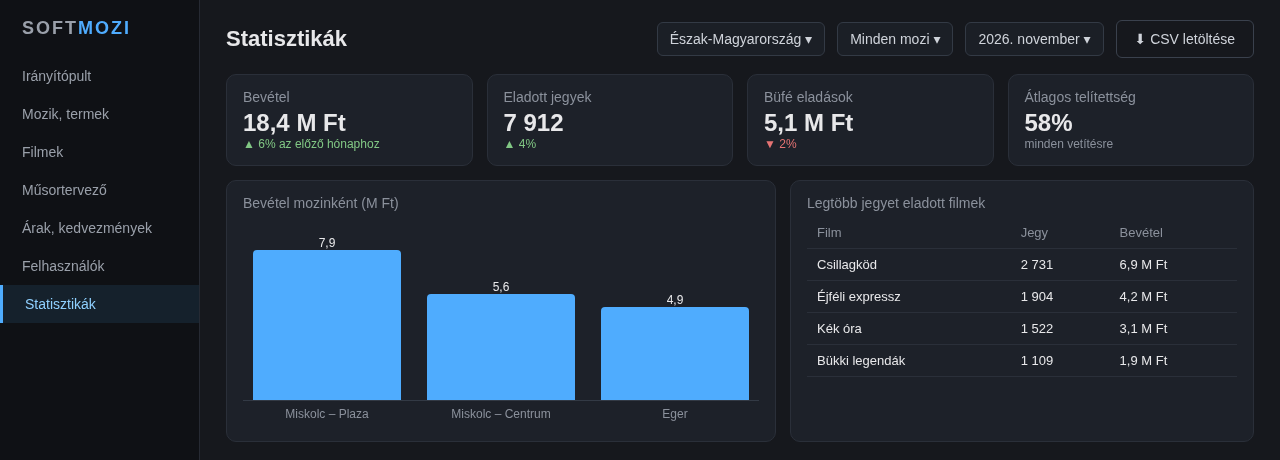 SOFTMOZI
Irányítópult
Mozik, termek
Filmek
Műsortervező
Árak, kedvezmények
Felhasználók
Statisztikák
Statisztikák
Észak-Magyarország ▾
Minden mozi ▾
2026. november ▾
⬇ CSV letöltése
Bevétel
18,4 M Ft
▲ 6% az előző hónaphoz
Eladott jegyek
7 912
▲ 4%
Büfé eladások
5,1 M Ft
▼ 2%
Átlagos telítettség
58%
minden vetítésre
Bevétel mozinként (M Ft)
7,9
5,6
4,9
Miskolc – Plaza
Miskolc – Centrum
Eger
Legtöbb jegyet eladott filmek
Film Jegy Bevétel
Csillagköd 2 731 6,9 M Ft
Éjféli expressz 1 904 4,2 M Ft
Kék óra 1 522 3,1 M Ft
Bükki legendák 1 109 1,9 M Ft